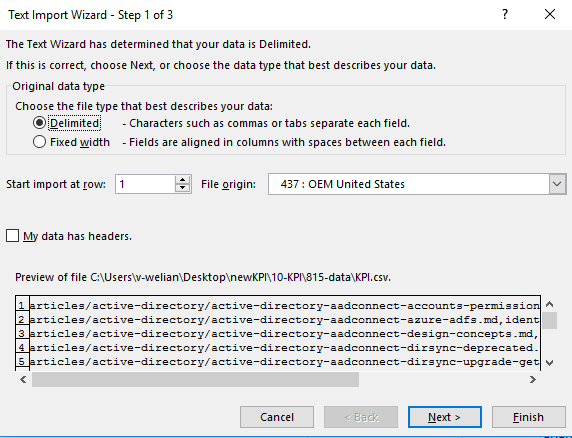 Text Import Wizard - Step 1 of 3
The Text Wizard has determined that your data is Delimited.
If this is correct, choose Next, or choose the data type that best describes your data.
Original data type
Choose the file type that best describes your data:
Delimited - Characters such as commas or tabs separate each field.
Fixed width - Fields are aligned in columns with spaces between each field.
Start import at row: 1 File origin: 437 : OEM United States
My data has headers.
Preview of file C:\Users\v-welian\Desktop\newKPI\10-KPI\815-data\KPI.csv.
1 articles/active-directory/active-directory-aadconnect-accounts-permission
2 articles/active-directory/active-directory-aadconnect-azure-adfs.md,ident
3 articles/active-directory/active-directory-aadconnect-design-concepts.md,
4 articles/active-directory/active-directory-aadconnect-dirsync-deprecated.
5 articles/active-directory/active-directory-aadconnect-dirsync-upgrade-get
Cancel < Back Next > Finish